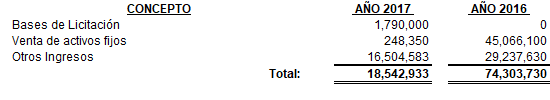 CONCEPTO AÑO 2017 AÑO 2016
Bases de Licitación 1,790,000 0
Venta de activos fijos 248,350 45,066,100
Otros Ingresos 16,504,583 29,237,630
Total: 18,542,933 74,303,730